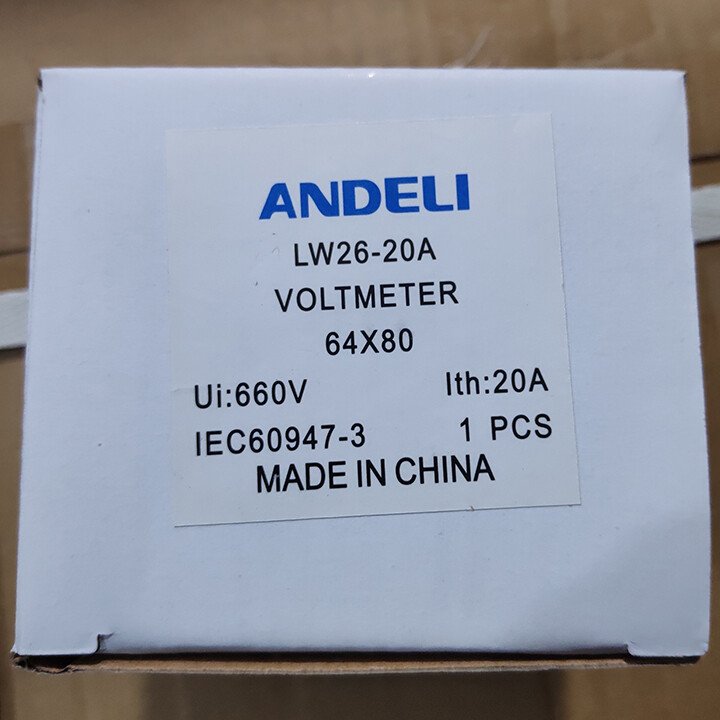 ANDELI
LW26-20A
VOLTMETER
64X80
Ui:660V Ith:20A
IEC60947-3 1 PCS
MADE IN CHINA